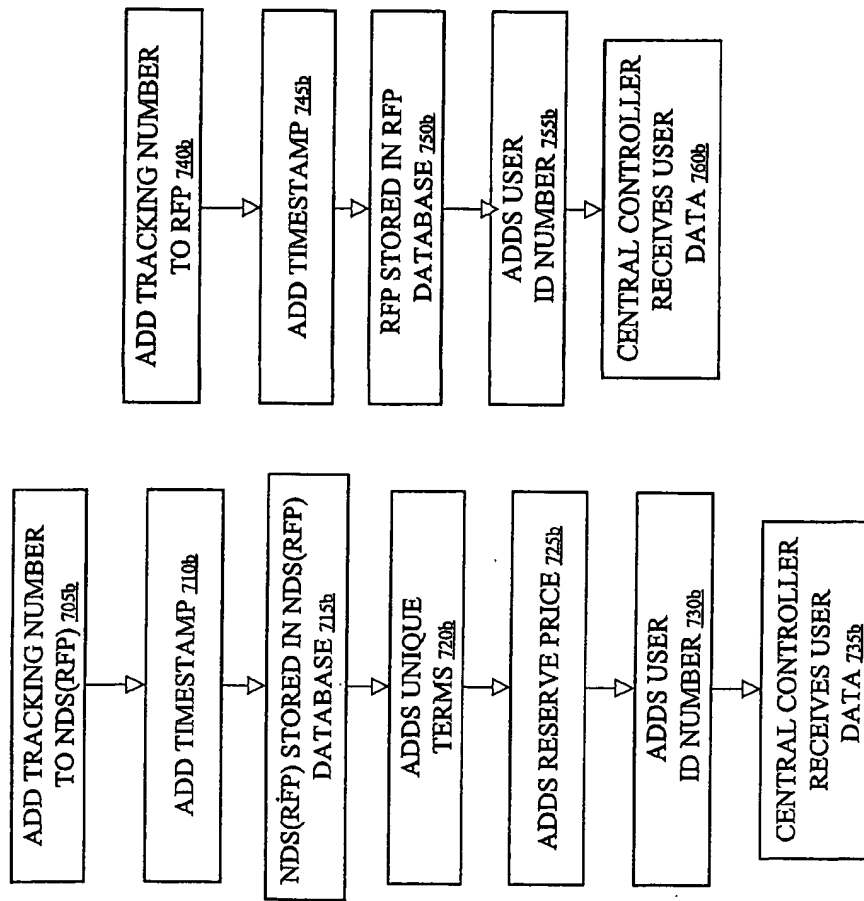 ADD TRACKING NUMBER
TO NDS(RFP) 705b
ADD TIMESTAMP 710b
NDS(RFP) STORED IN NDS(RFP)
DATABASE 715b
ADDS UNIQUE
TERMS 720b
ADDS RESERVE PRICE 725b
ADDS USER
ID NUMBER 730b
CENTRAL CONTROLLER
RECEIVES USER
DATA 735b
ADD TRACKING NUMBER
TO RFP 740b
ADD TIMESTAMP 745b
RFP STORED IN RFP
DATABASE 750b
ADDS USER
ID NUMBER 755b
CENTRAL CONTROLLER
RECEIVES USER
DATA 760b